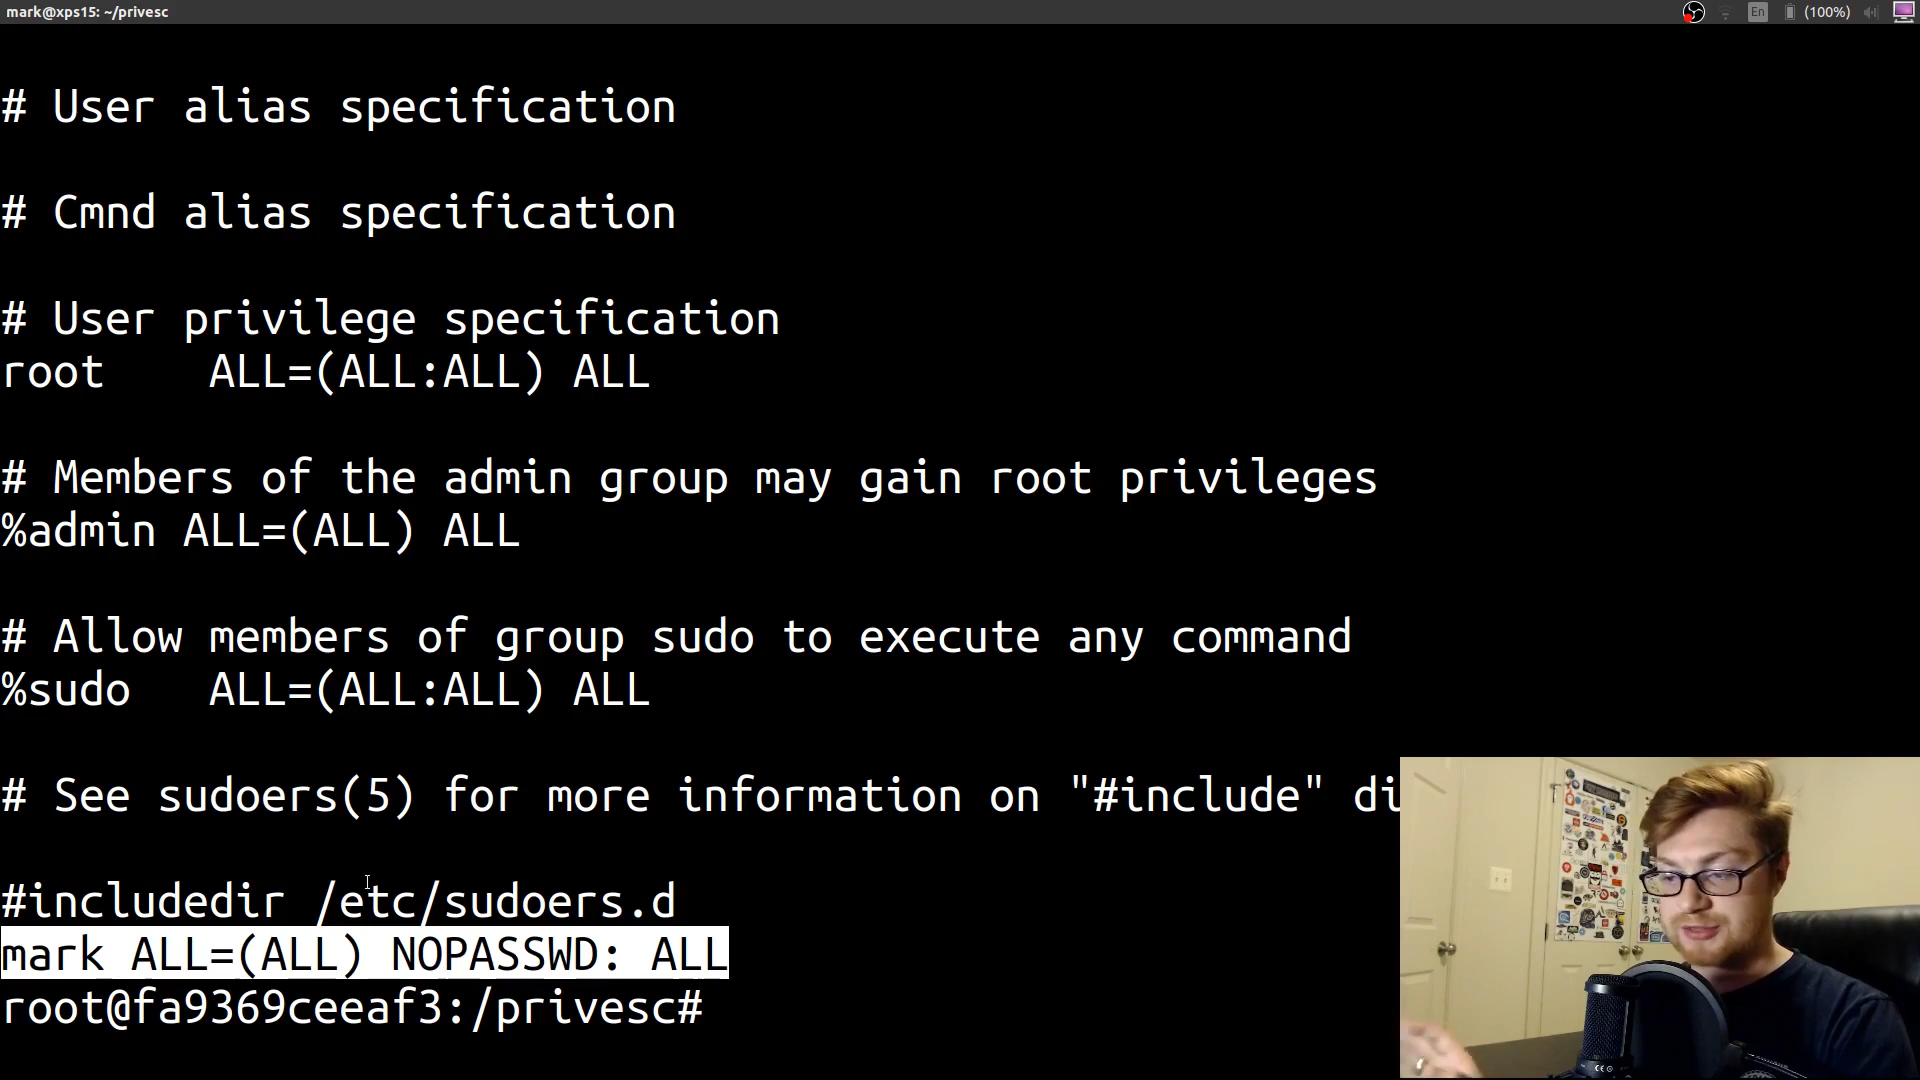 mark@xps15: ~/privesc
En
(100%)
# User alias specification
# Cmnd alias specification
# User privilege specification
root    ALL=(ALL:ALL) ALL
# Members of the admin group may gain root privileges
%admin ALL=(ALL) ALL
# Allow members of group sudo to execute any command
%sudo   ALL=(ALL:ALL) ALL
# See sudoers(5) for more information on "#include" di
#includedir /etc/sudoers.d
mark ALL=(ALL) NOPASSWD: ALL
root@fa9369ceeaf3:/privesc#